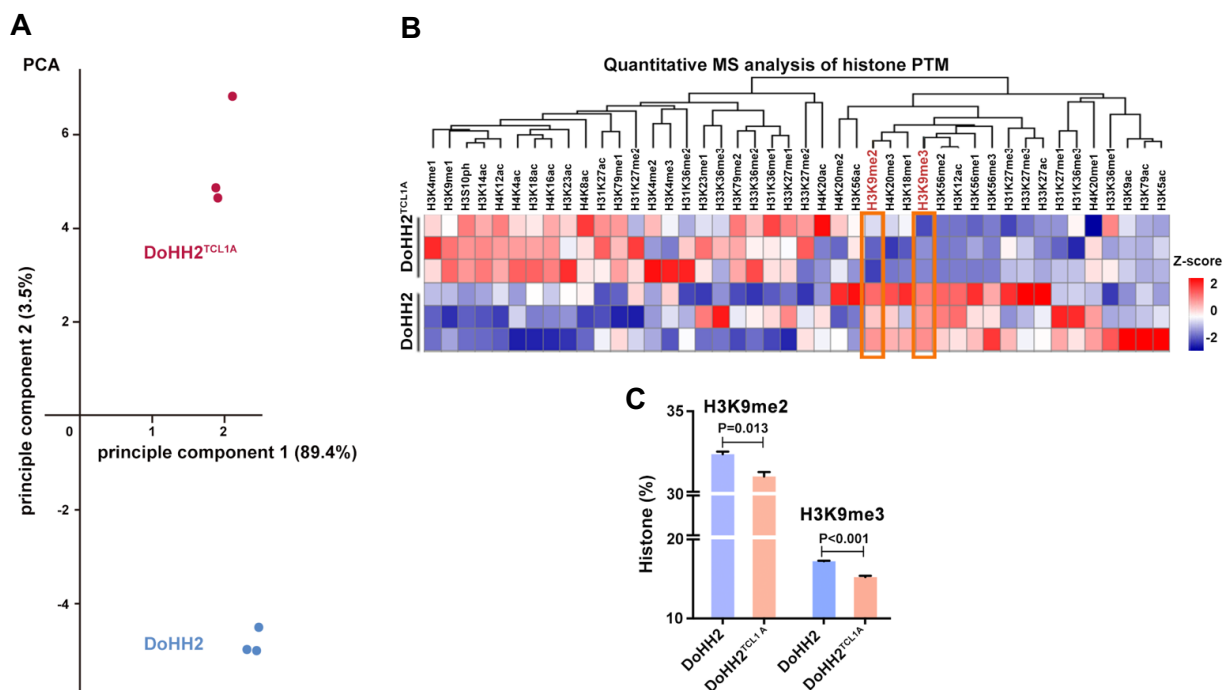 A
PCA
6
4
2
0
1
2
-2
-4
DoHH2TCL1A
DoHH2
principle component 1 (89.4%)
principle component 2 (3.5%)
B
Quantitative MS analysis of histone PTM
H3K4me1
H3K9me1
H3S10ph
H3K14ac
H4K12ac
H4K4ac
H3K18ac
H4K16ac
H3K23ac
H4K8ac
H31K27ac
H3K79me1
H31K27me2
H3K4me2
H3K4me3
H31K36me2
H3K23me1
H33K36me3
H3K79me2
H33K36me2
H31K36me1
H33K27me1
H33K27me2
H4K20ac
H4K20me2
H3K56ac
H3K9me2
H4K20me3
H3K18me1
H3K9me3
H3K56me2
H3K12ac
H3K56me1
H3K56me3
H31K27me3
H33K27me3
H33K27ac
H31K27me1
H31K36me3
H4K20me1
H33K36me1
H3K9ac
H3K79ac
H3K5ac
DoHH2TCL1A
DoHH2
Z-score
2
0
-2
C
H3K9me2
P=0.013
H3K9me3
P<0.001
Histone (%)
35
30
20
10
DoHH2
DoHH2TCL1A
DoHH2
DoHH2TCL1A